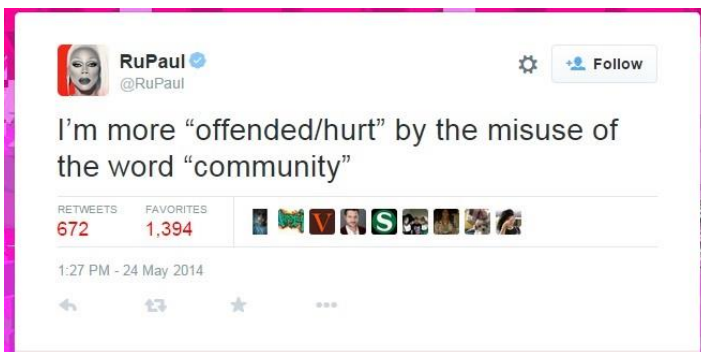 RuPaul
@RuPaul
Follow
I'm more “offended/hurt” by the misuse of
the word “community”
RETWEETS FAVORITES
672 1,394
V S
1:27 PM - 24 May 2014